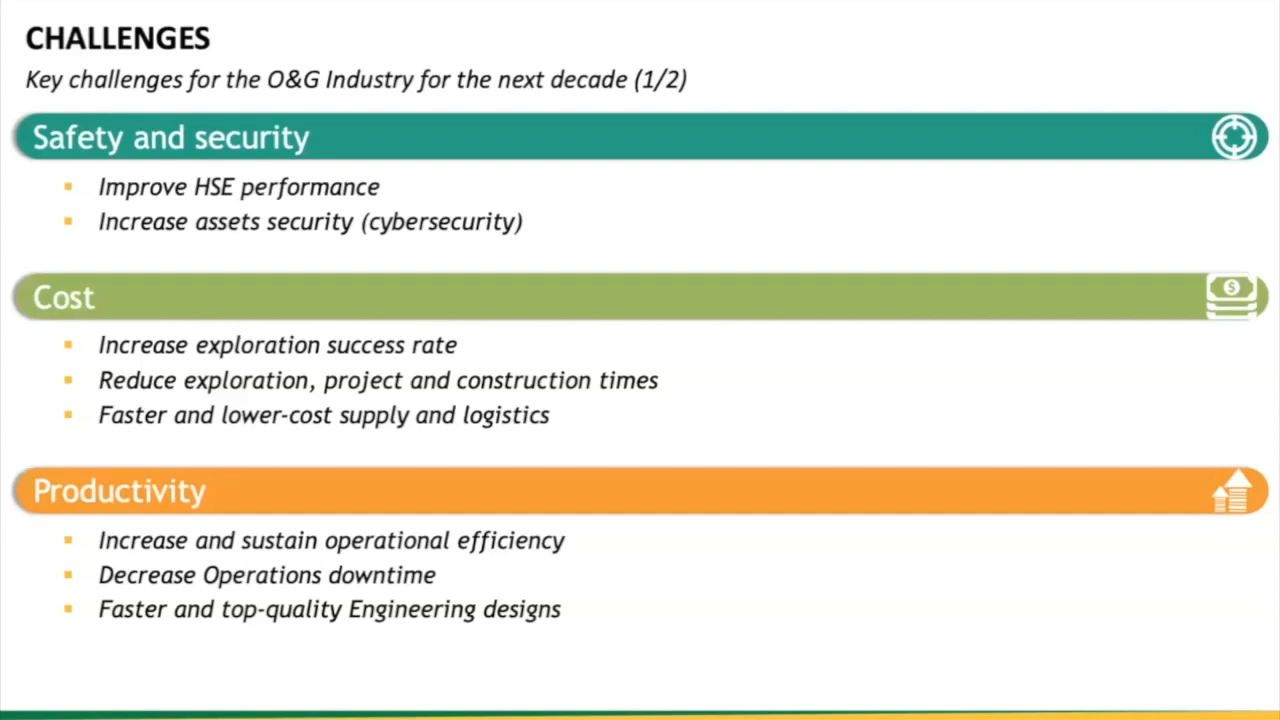 CHALLENGES
Key challenges for the O&G Industry for the next decade (1/2)
Safety and security
Improve HSE performance
Increase assets security (cybersecurity)
Cost
$
Increase exploration success rate
Reduce exploration, project and construction times
Faster and lower-cost supply and logistics
Productivity
Increase and sustain operational efficiency
Decrease Operations downtime
Faster and top-quality Engineering designs